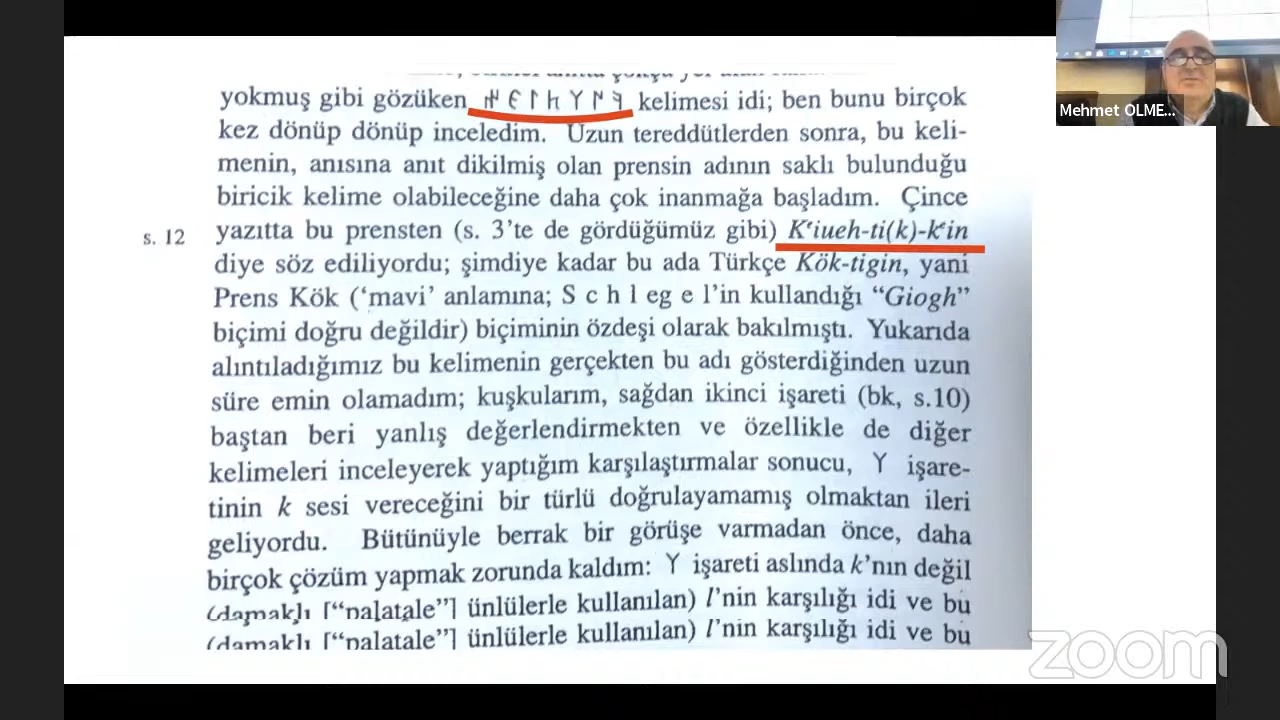 yokmuş gibi gözüken 𐰤𐰏𐱅𐰠𐰇𐰚 kelimesi idi; ben bunu birçok
kez dönüp dönüp inceledim. Uzun tereddütlerden sonra, bu keli-
menin, anısına anıt dikilmiş olan prensin adının saklı bulunduğu
biricik kelime olabileceğine daha çok inanmağa başladım. Çince
s. 12 yazıtta bu prensten (s. 3’te de gördüğümüz gibi) K‘iueh-ti(k)-k‘in
diye söz ediliyordu; şimdiye kadar bu ada Türkçe Kök-tigin, yani
Prens Kök (‘mavi’ anlamına; S c h l e g e l’in kullandığı “Giogh”
biçimi doğru değildir) biçiminin özdeşi olarak bakılmıştı. Yukarıda
alıntıladığımız bu kelimenin gerçekten bu adı gösterdiğinden uzun
süre emin olamadım; kuşkularım, sağdan ikinci işareti (bk, s.10)
baştan beri yanlış değerlendirmekten ve özellikle de diğer
kelimeleri inceleyerek yaptığım karşılaştırmalar sonucu, Y işare-
tinin k sesi vereceğini bir türlü doğrulayamamış olmaktan ileri
geliyordu. Bütünüyle berrak bir görüşe varmadan önce, daha
birçok çözüm yapmak zorunda kaldım: Y işareti aslında k’nın değil
(damaklı [“palatale”] ünlülerle kullanılan) l’nin karşılığı idi ve bu
(damaklı [“palatale”] ünlülerle kullanılan) l’nin karşılığı idi ve bu
Mehmet OLME...
zoom